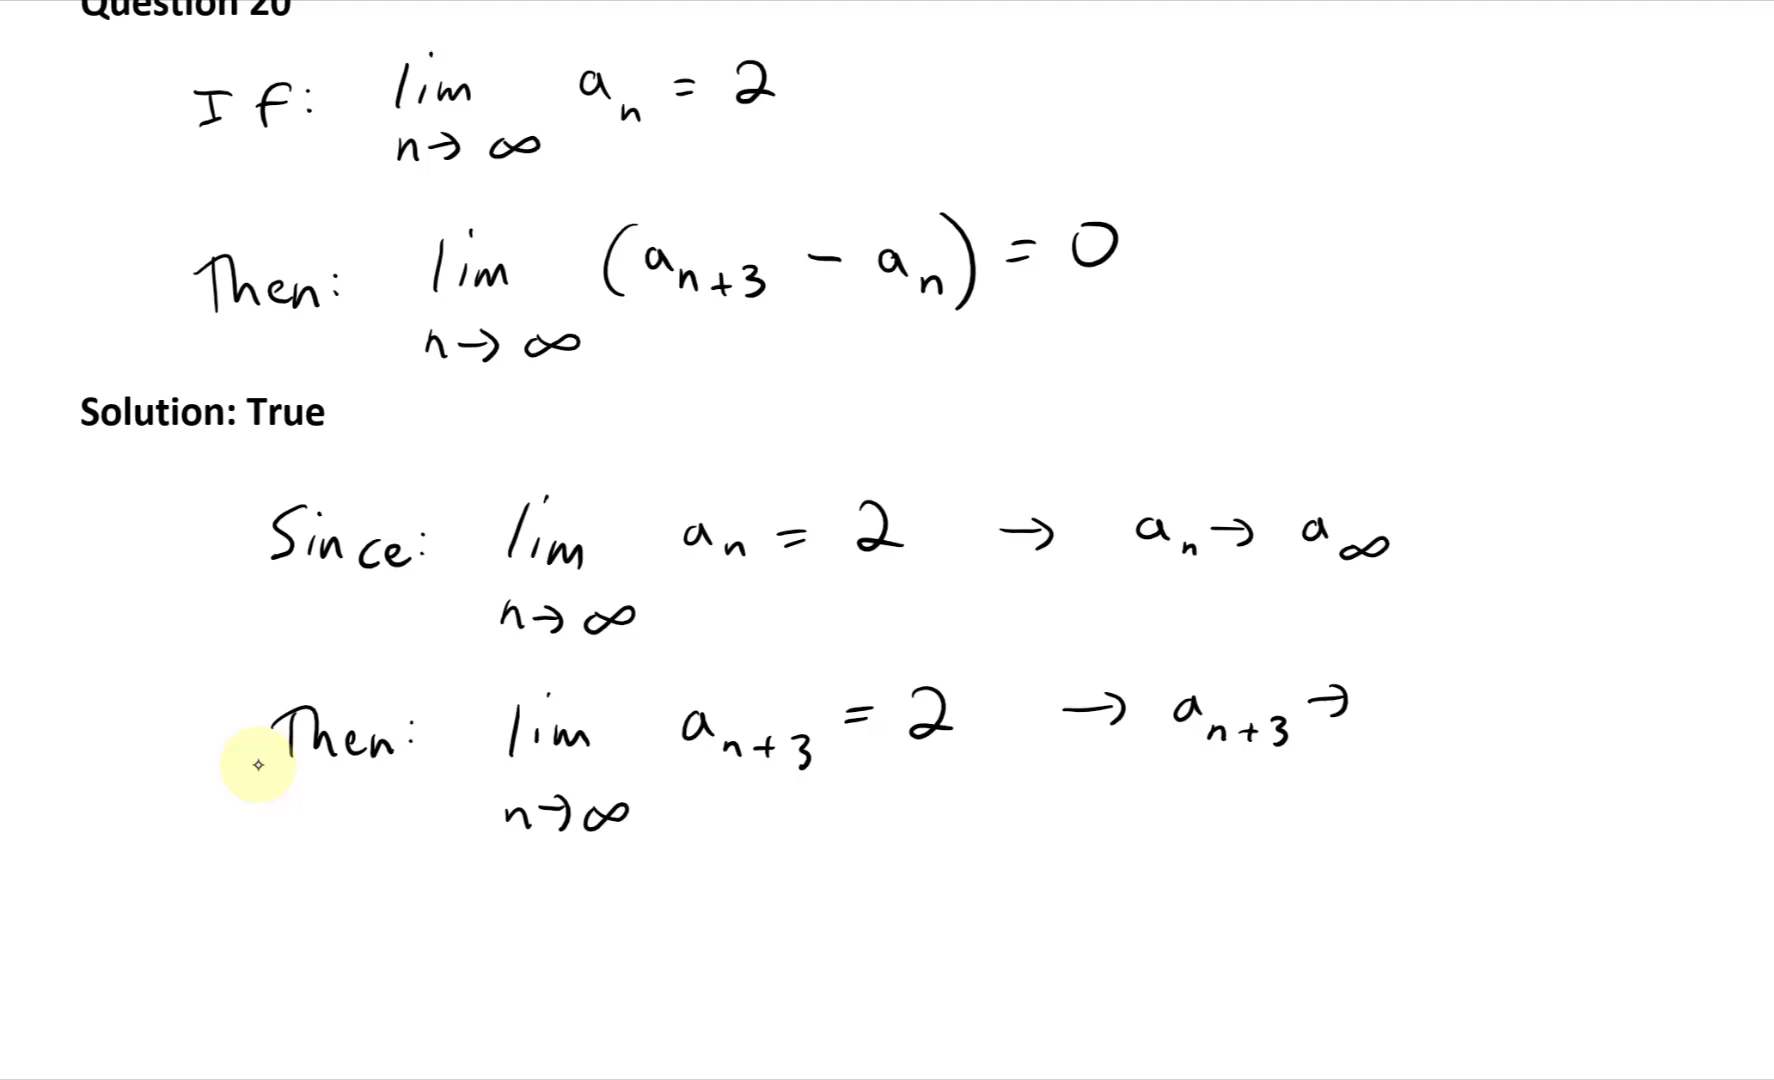 Question 20
If: lim a_n = 2
n→∞
Then: lim (a_{n+3} − a_n) = 0
n→∞
Solution: True
Since: lim a_n = 2 → a_n → a_∞
n→∞
Then: lim a_{n+3} = 2 → a_{n+3} →
n→∞